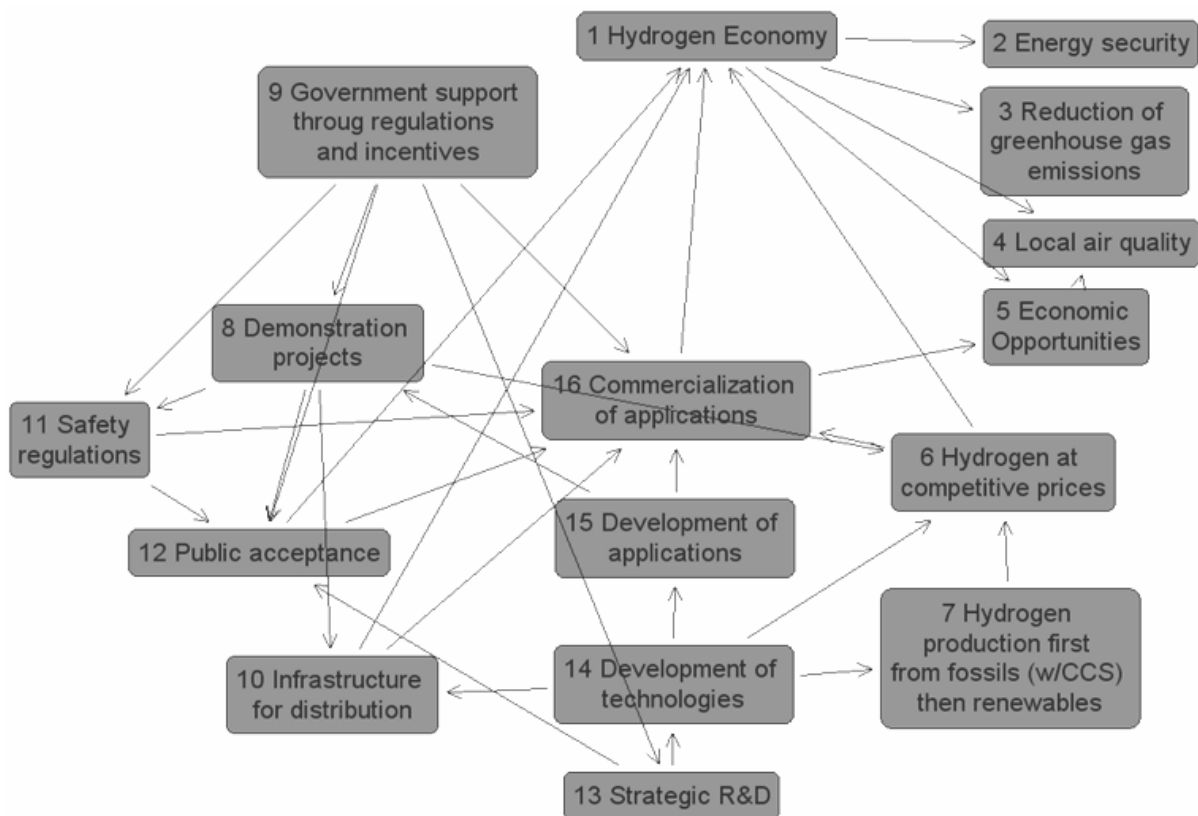 1 Hydrogen Economy
2 Energy security
9 Government support
throug regulations
and incentives
3 Reduction of
greenhouse gas
emissions
4 Local air quality
8 Demonstration
projects
5 Economic
Opportunities
16 Commercialization
of applications
11 Safety
regulations
6 Hydrogen at
competitive prices
12 Public acceptance
15 Development of
applications
7 Hydrogen
production first
from fossils (w/CCS)
then renewables
10 Infrastructure
for distribution
14 Development of
technologies
13 Strategic R&D